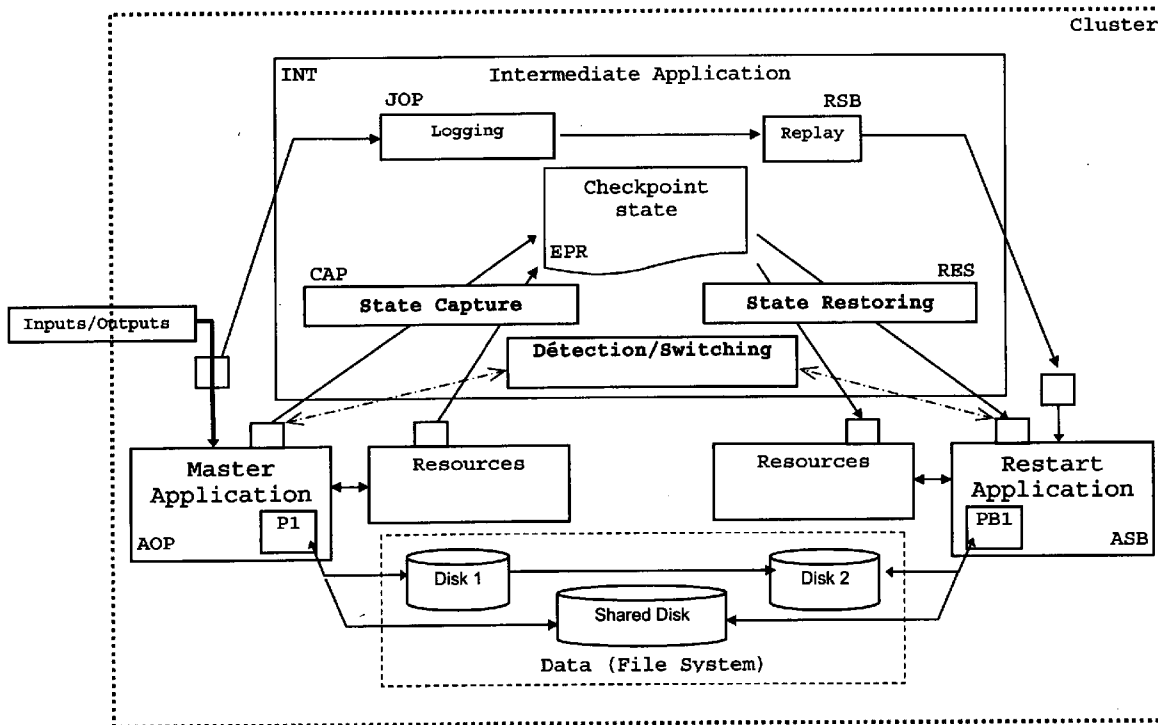 Cluster
INT
Intermediate Application
JOP
RSB
Logging
Replay
Checkpoint
state
EPR
CAP
RES
State Capture
State Restoring
Inputs/Outputs
Détection/Switching
Master
Application
P1
AOP
Resources
Resources
Restart
Application
PB1
ASB
Disk 1
Disk 2
Shared Disk
Data (File System)